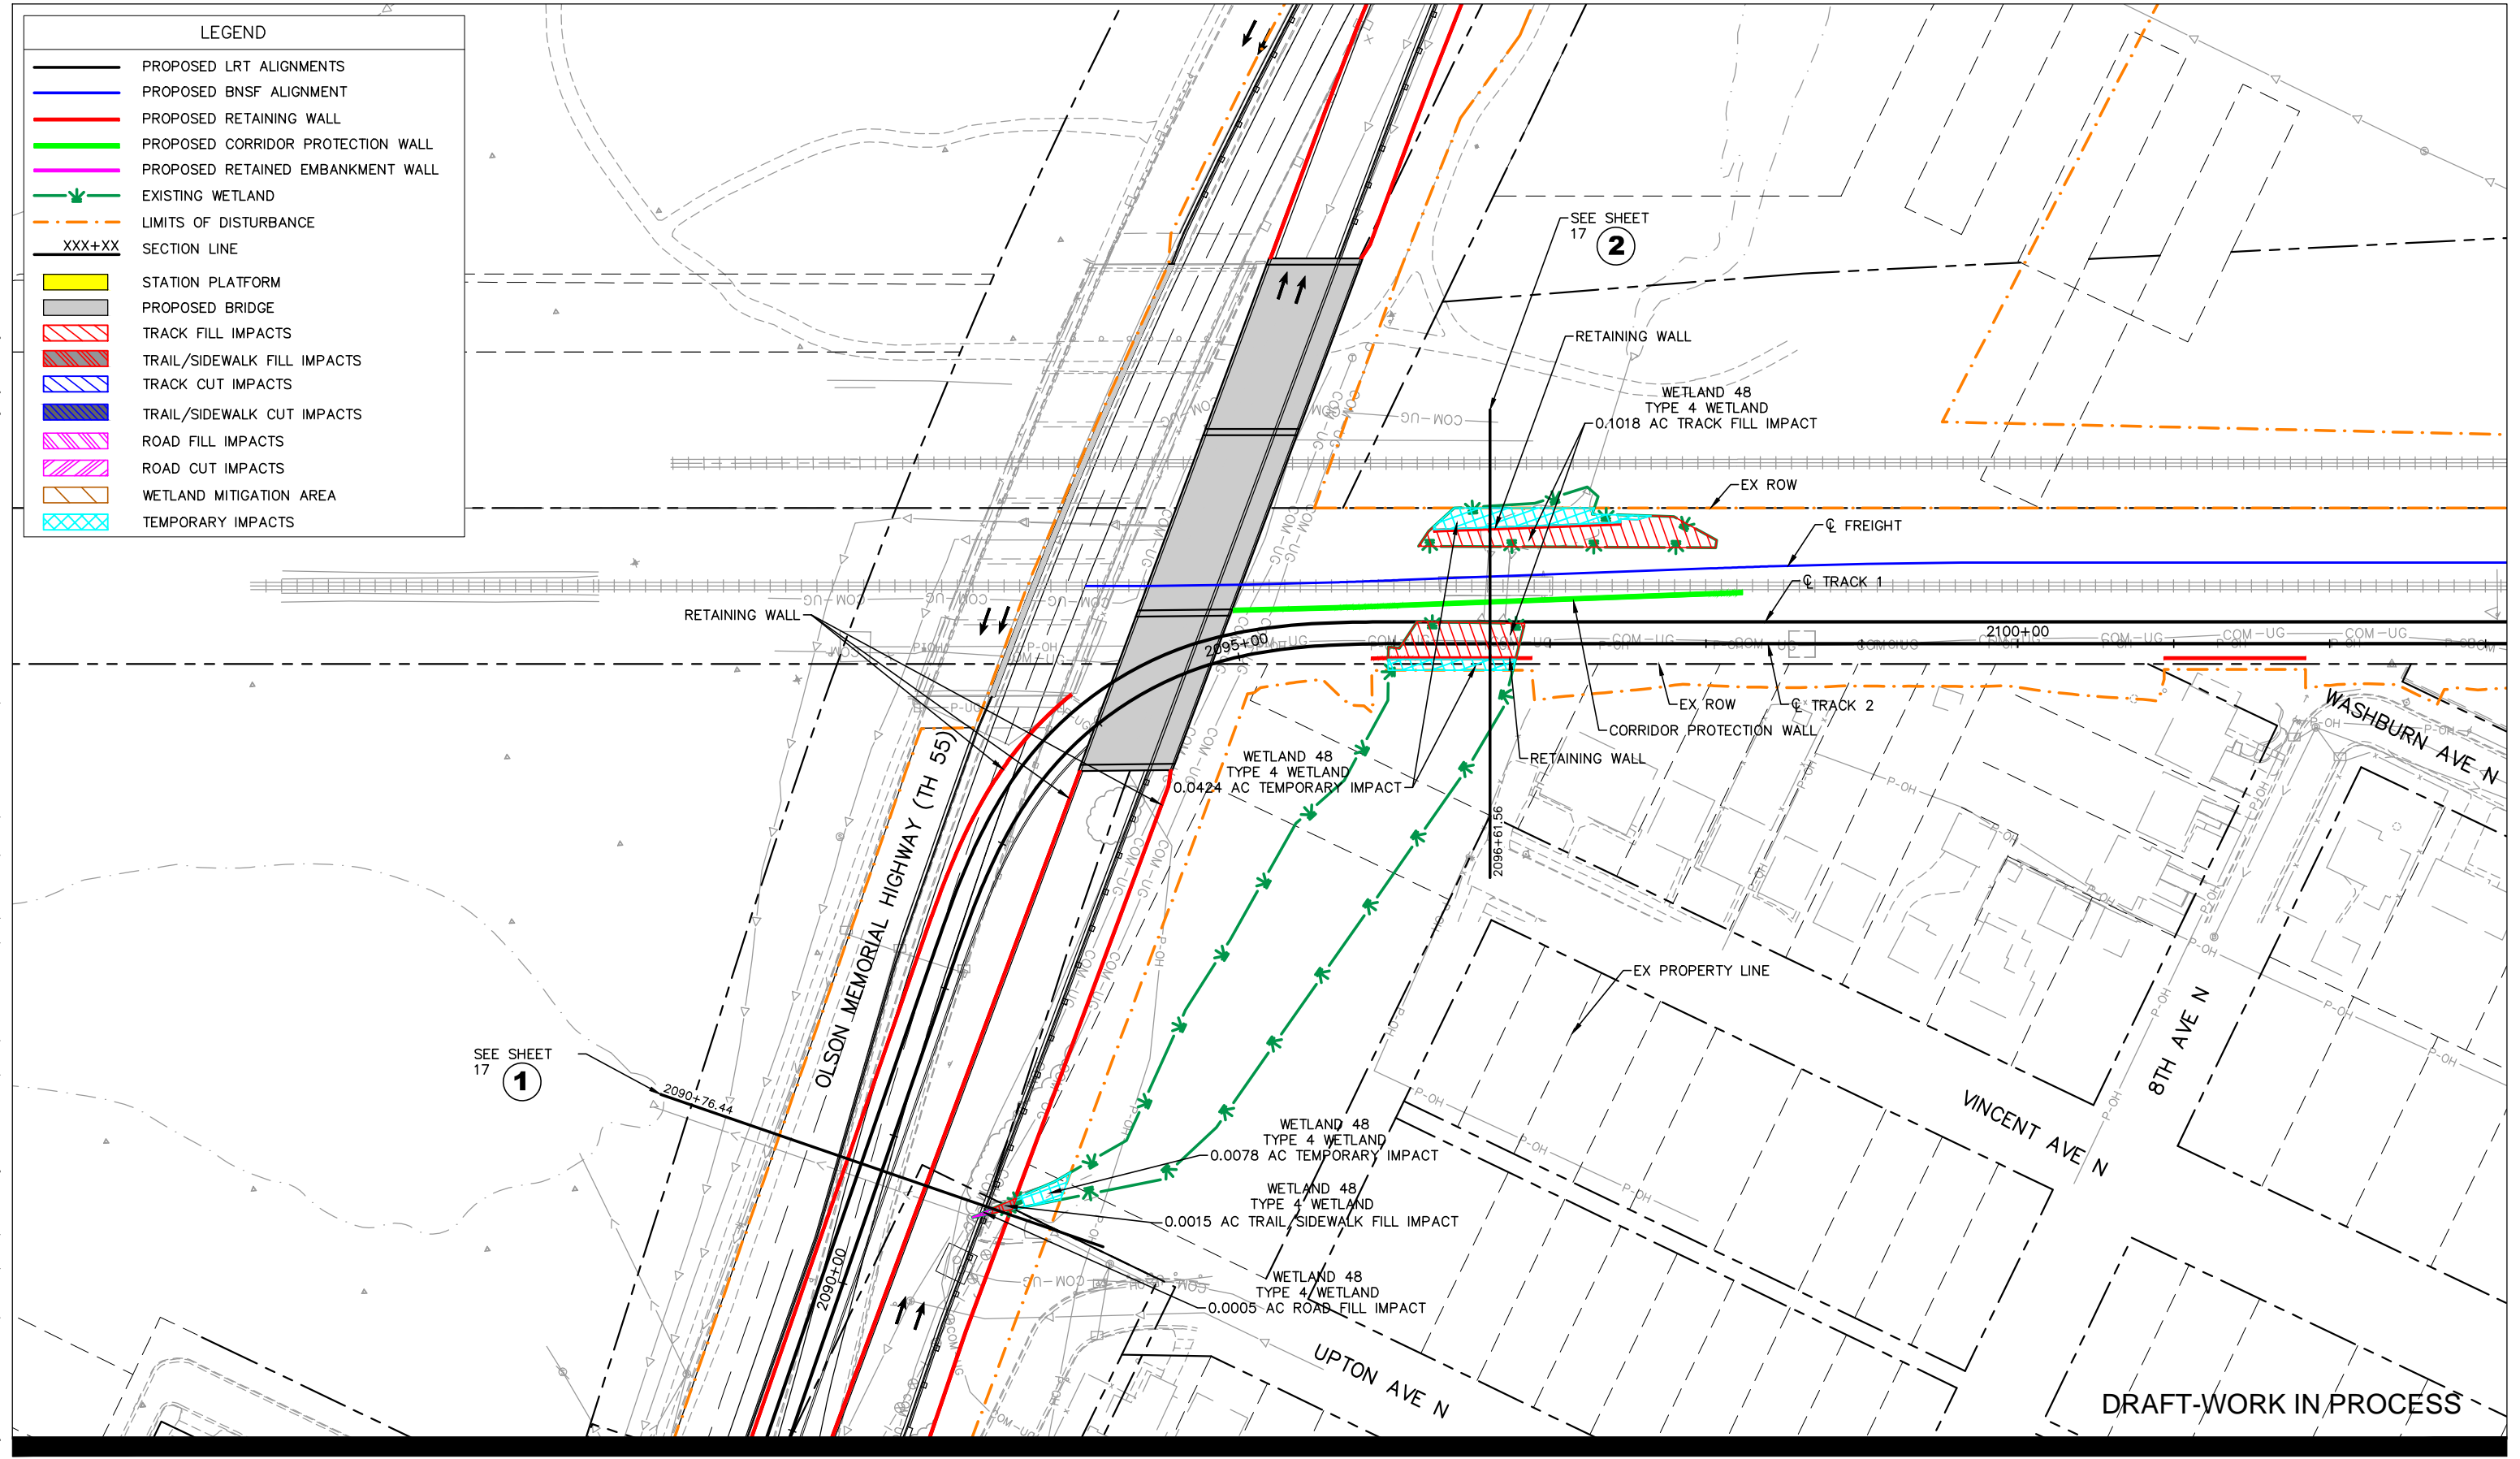 LEGEND
PROPOSED LRT ALIGNMENTS
PROPOSED BNSF ALIGNMENT
PROPOSED RETAINING WALL
PROPOSED CORRIDOR PROTECTION WALL
PROPOSED RETAINED EMBANKMENT WALL
EXISTING WETLAND
LIMITS OF DISTURBANCE
XXX+XX SECTION LINE
STATION PLATFORM
PROPOSED BRIDGE
TRACK FILL IMPACTS
TRAIL/SIDEWALK FILL IMPACTS
TRACK CUT IMPACTS
TRAIL/SIDEWALK CUT IMPACTS
ROAD FILL IMPACTS
ROAD CUT IMPACTS
WETLAND MITIGATION AREA
TEMPORARY IMPACTS
SEE SHEET
17 2
RETAINING WALL
WETLAND 48
TYPE 4 WETLAND
0.1018 AC TRACK FILL IMPACT
EX ROW
℄ FREIGHT
℄ TRACK 1
RETAINING WALL
2095+00
2100+00
EX ROW
℄ TRACK 2
CORRIDOR PROTECTION WALL
RETAINING WALL
WASHBURN AVE N
WETLAND 48
TYPE 4 WETLAND
0.0424 AC TEMPORARY IMPACT
2096+61.56
OLSON MEMORIAL HIGHWAY (TH 55)
EX PROPERTY LINE
8TH AVE N
VINCENT AVE N
SEE SHEET
17 1
2090+76.44
WETLAND 48
TYPE 4 WETLAND
0.0078 AC TEMPORARY IMPACT
WETLAND 48
TYPE 4 WETLAND
0.0015 AC TRAIL/SIDEWALK FILL IMPACT
2090+00
WETLAND 48
TYPE 4 WETLAND
0.0005 AC ROAD FILL IMPACT
UPTON AVE N
DRAFT-WORK IN PROCESS